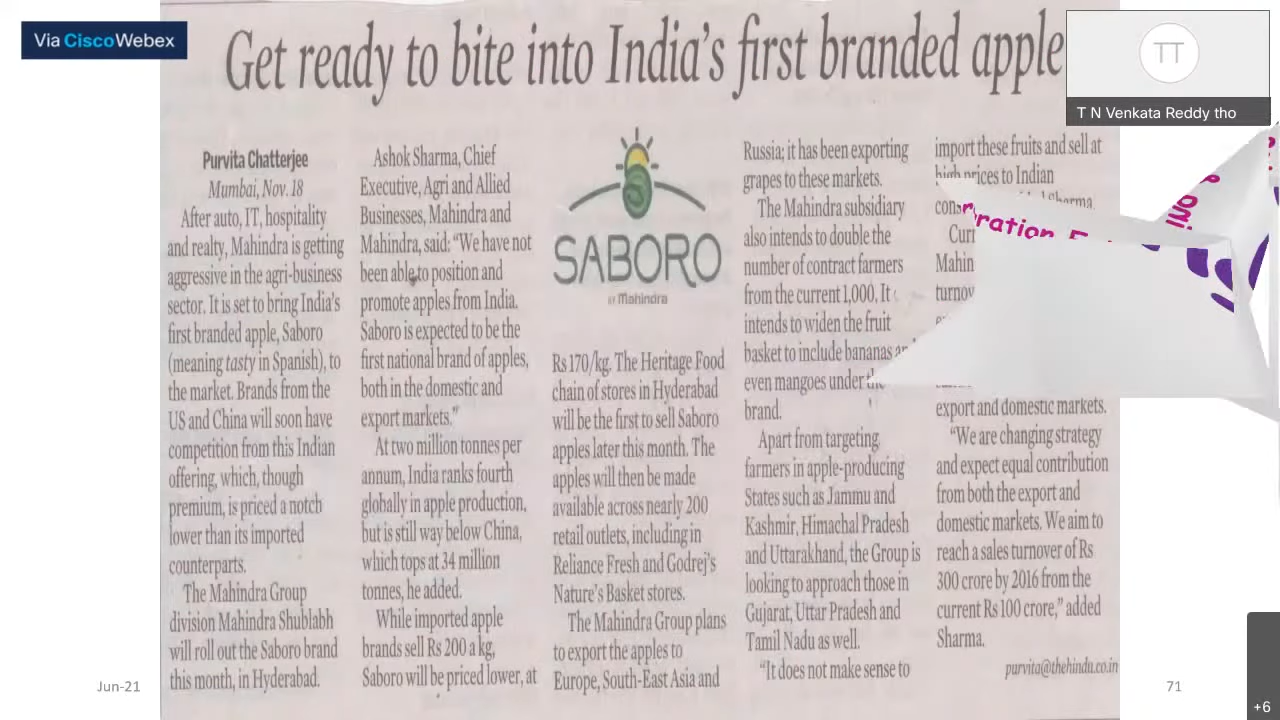 Via CiscoWebex
Get ready to bite into India's first branded apple
TT
T N Venkata Reddy tho
Purvita Chatterjee
Mumbai, Nov. 18
After auto, IT, hospitality
and realty, Mahindra is getting
aggressive in the agri-business
sector. It is set to bring India's
first branded apple, Saboro
(meaning tasty in Spanish), to
the market. Brands from the
US and China will soon have
competition from this Indian
offering, which, though
premium, is priced a notch
lower than its imported
counterparts.
The Mahindra Group
division Mahindra Shublabh
will roll out the Saboro brand
this month, in Hyderabad.
Ashok Sharma, Chief
Executive, Agri and Allied
Businesses, Mahindra and
Mahindra, said: "We have not
been able to position and
promote apples from India.
Saboro is expected to be the
first national brand of apples,
both in the domestic and
export markets."
At two million tonnes per
annum, India ranks fourth
globally in apple production,
but is still way below China,
which tops at 34 million
tonnes, he added.
While imported apple
brands sell Rs 200 a kg,
Saboro will be priced lower, at
SABORO
BY Mahindra
Rs 170/kg. The Heritage Food
chain of stores in Hyderabad
will be the first to sell Saboro
apples later this month. The
apples will then be made
available across nearly 200
retail outlets, including in
Reliance Fresh and Godrej's
Nature's Basket stores.
The Mahindra Group plans
to export the apples to
Europe, South-East Asia and
Russia; it has been exporting
grapes to these markets.
The Mahindra subsidiary
also intends to double the
number of contract farmers
from the current 1,000. It
intends to widen the fruit
basket to include bananas and
even mangoes under the
brand.
Apart from targeting
farmers in apple-producing
States such as Jammu and
Kashmir, Himachal Pradesh
and Uttarakhand, the Group is
looking to approach those in
Gujarat, Uttar Pradesh and
Tamil Nadu as well.
"It does not make sense to
import these fruits and sell at
high prices to Indian
Sharma.
export and domestic markets.
"We are changing strategy
and expect equal contribution
from both the export and
domestic markets. We aim to
reach a sales turnover of Rs
300 crore by 2016 from the
current Rs 100 crore," added
Sharma.
purvita@thehindu.co.in
Jun-21
71
+6